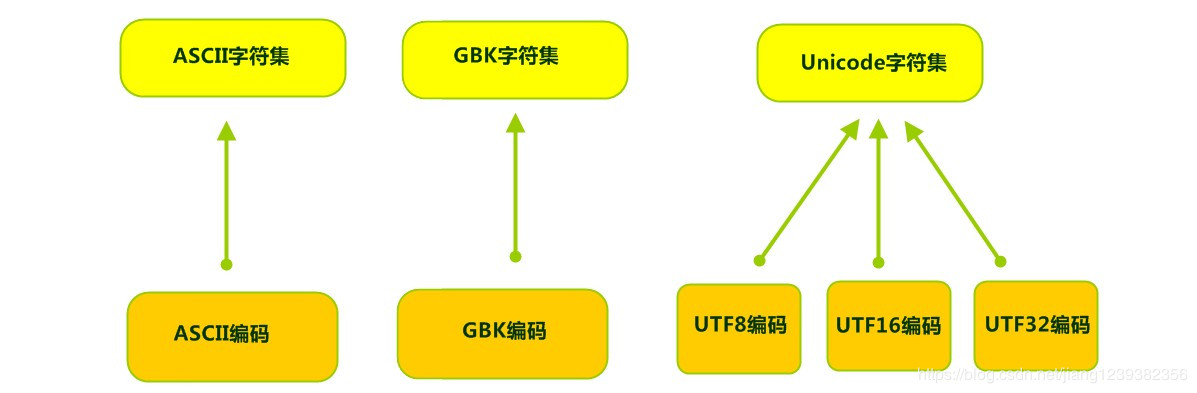 ASCII字符集
GBK字符集
Unicode字符集
ASCII编码
GBK编码
UTF8编码
UTF16编码
UTF32编码
https://blog.csdn.net/jiang1239382356